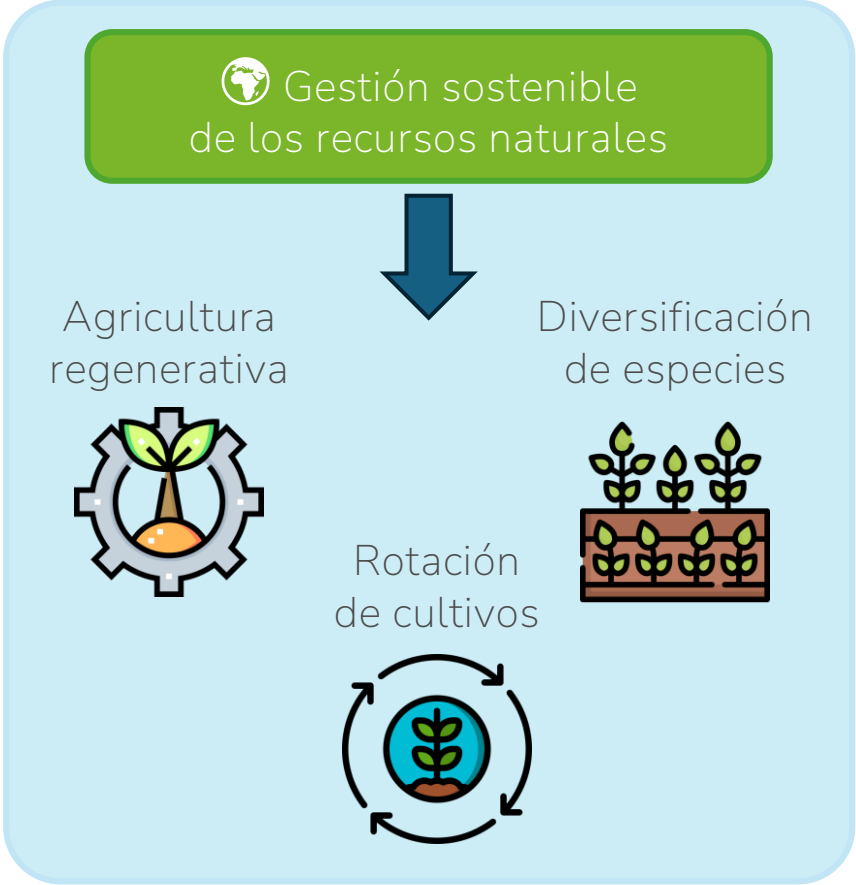 Gestión sostenible
de los recursos naturales
Agricultura
regenerativa
Diversificación
de especies
Rotación
de cultivos